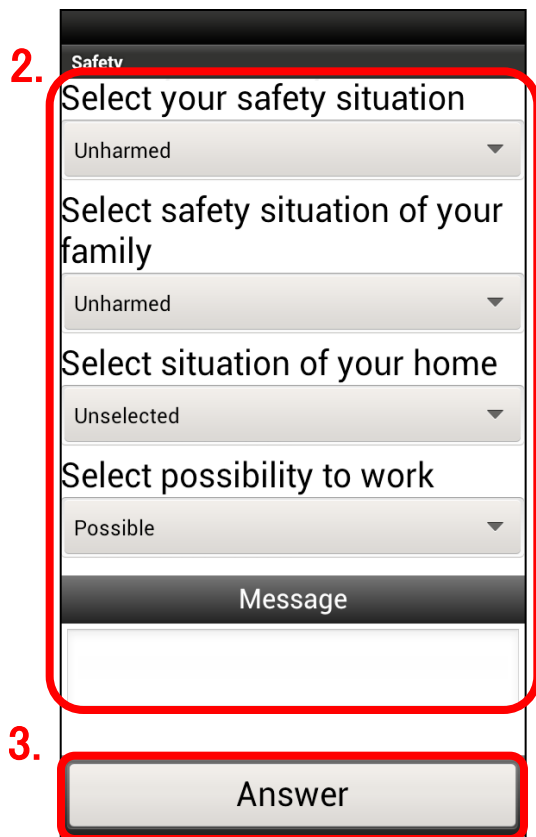 2.
Safety
Select your safety situation
Unharmed
Select safety situation of your
family
Unharmed
Select situation of your home
Unselected
Select possibility to work
Possible
Message
3.
Answer